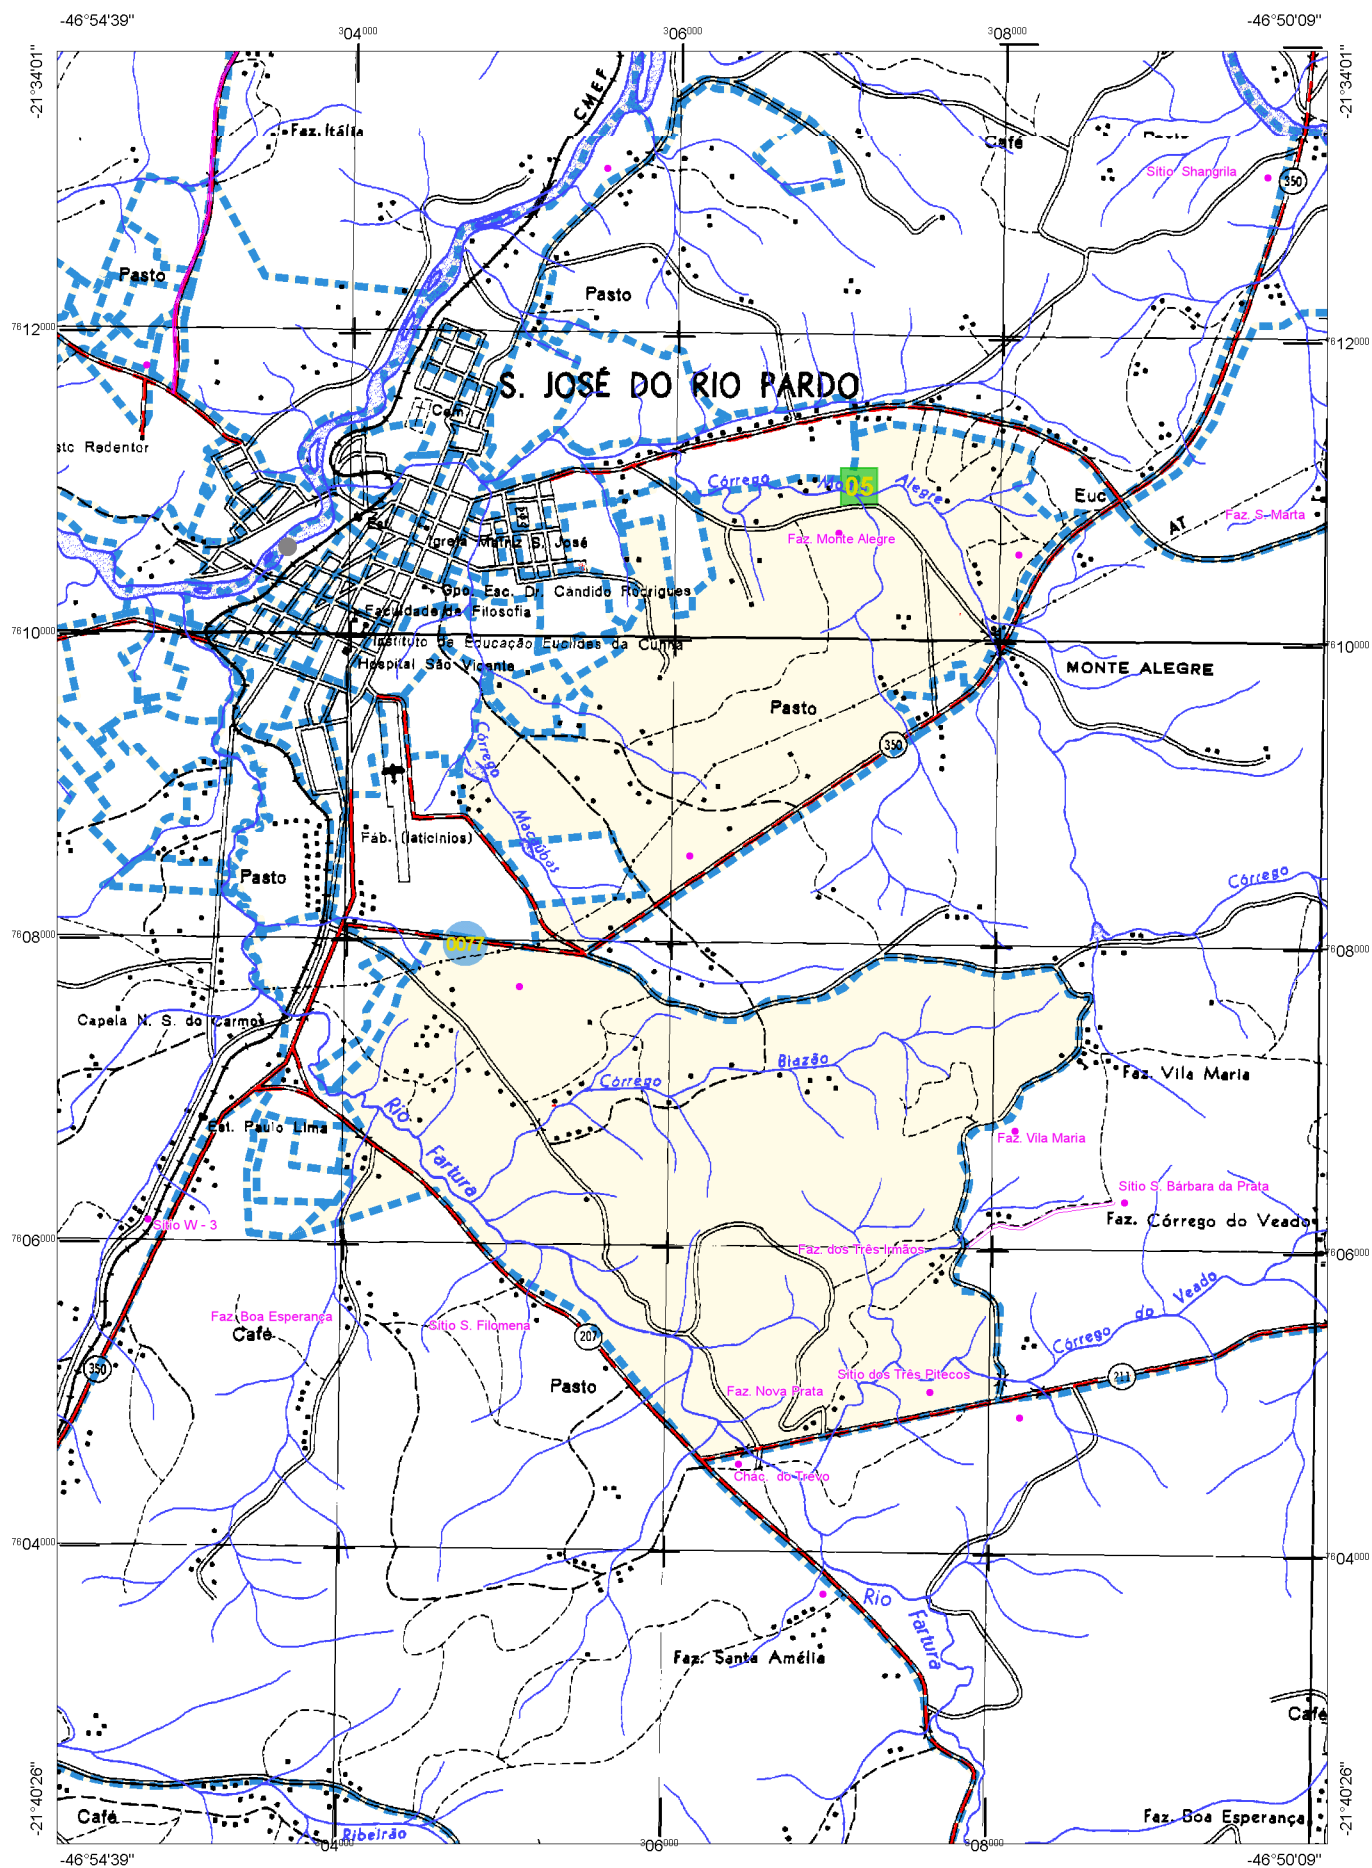 -46°54'39"
304000
306000
308000
-46°50'09"
-21°34'01"
-21°34'01"
CMEF
Faz. Itália
Café
Sítio Shangrila
350
Pasto
Pasto
7612000
7612000
S. JOSÉ DO RIO PARDO
Cem
Redentor
Córrego
05
Alegre
Euc
AT
Faz. S. Marta
Faz. Monte Alegre
Igreja Matriz S. José
Gpo. Esc. Dr. Cândido Rodrigues
Faculdade de Filosofia
7610000
Instituto de Educação Euclides da Cunha
7610000
Hospital São Vicente
MONTE ALEGRE
Pasto
Córrego
350
Macaúbas
Fáb. (laticínios)
Pasto
Córrego
7608000
0077
7608000
Capela N. S. do Carmo
Biazão
Córrego
Faz. Vila Maria
Rio
Est. Paulo Lima
Faz. Vila Maria
Fartura
Sítio S. Bárbara da Prata
Sítio W - 3
Faz. Córrego do Veado
7606000
Faz. dos Três Irmãos
7606000
Veado
do
Faz. Boa Esperança
Sítio S. Filomena
Café
207
Córrego
350
Sítio dos Três Pitecos
211
Pasto
Faz. Nova Prata
Chác. do Trevo
7604000
7604000
Rio
Fartura
Faz. Santa Amélia
Café
-21°40'26"
-21°40'26"
Café
Faz. Boa Esperança
Ribeirão
304000
306000
308000
-46°54'39"
-46°50'09"